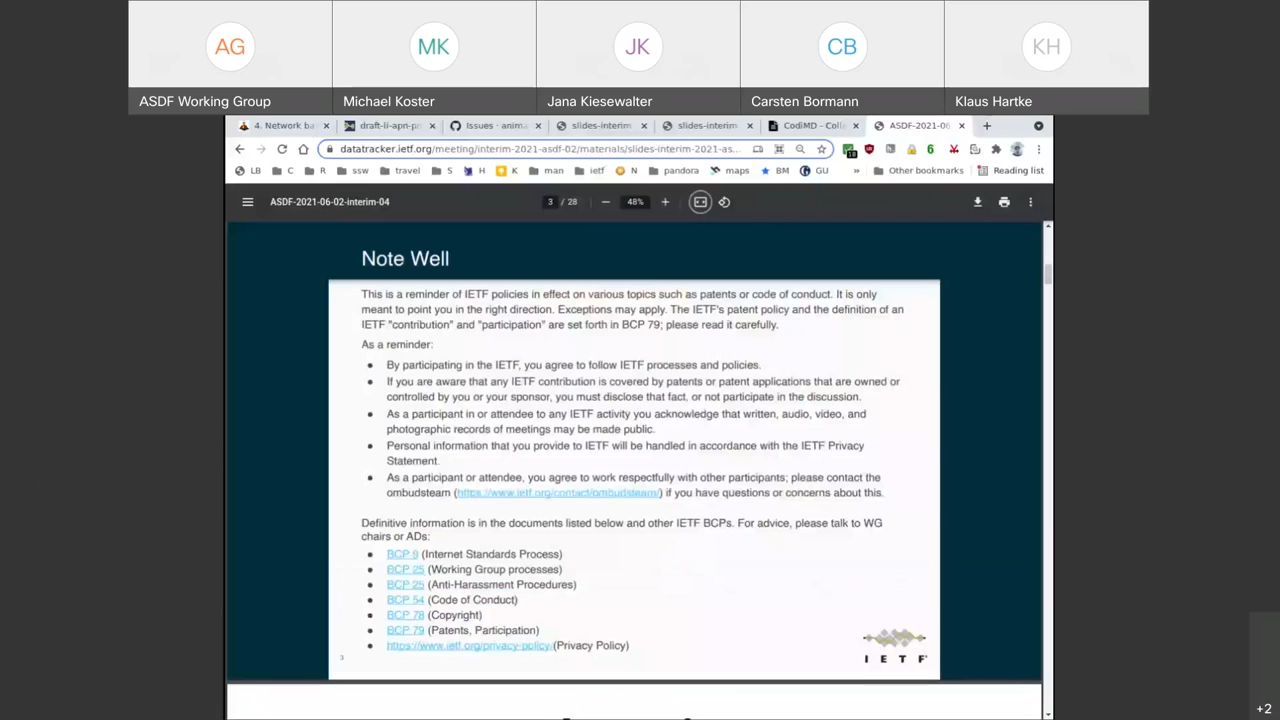 AG
MK
JK
CB
KH
ASDF Working Group
Michael Koster
Jana Kiesewalter
Carsten Bormann
Klaus Hartke
4. Network ba
draft-li-apn-pr
Issues · anima
slides-interim
slides-interim
CodiMD - Coll
ASDF-2021-06
datatracker.ietf.org/meeting/interim-2021-asdf-02/materials/slides-interim-2021-as...
LB
C
R
ssw
travel
S
H
K
man
ietf
N
pandora
maps
BM
GU
»
Other bookmarks
Reading list
ASDF-2021-06-02-interim-04
3 / 28
48%
Note Well
This is a reminder of IETF policies in effect on various topics such as patents or code of conduct. It is only
meant to point you in the right direction. Exceptions may apply. The IETF's patent policy and the definition of an
IETF "contribution" and "participation" are set forth in BCP 79; please read it carefully.
As a reminder:
• By participating in the IETF, you agree to follow IETF processes and policies.
• If you are aware that any IETF contribution is covered by patents or patent applications that are owned or
controlled by you or your sponsor, you must disclose that fact, or not participate in the discussion.
• As a participant in or attendee to any IETF activity you acknowledge that written, audio, video, and
photographic records of meetings may be made public.
• Personal information that you provide to IETF will be handled in accordance with the IETF Privacy
Statement.
• As a participant or attendee, you agree to work respectfully with other participants; please contact the
ombudsteam (https://www.ietf.org/contact/ombudsteam/) if you have questions or concerns about this.
Definitive information is in the documents listed below and other IETF BCPs. For advice, please talk to WG
chairs or ADs:
• BCP 9 (Internet Standards Process)
• BCP 25 (Working Group processes)
• BCP 25 (Anti-Harassment Procedures)
• BCP 54 (Code of Conduct)
• BCP 78 (Copyright)
• BCP 79 (Patents, Participation)
• https://www.ietf.org/privacy-policy/(Privacy Policy)
3
I E T F
+2